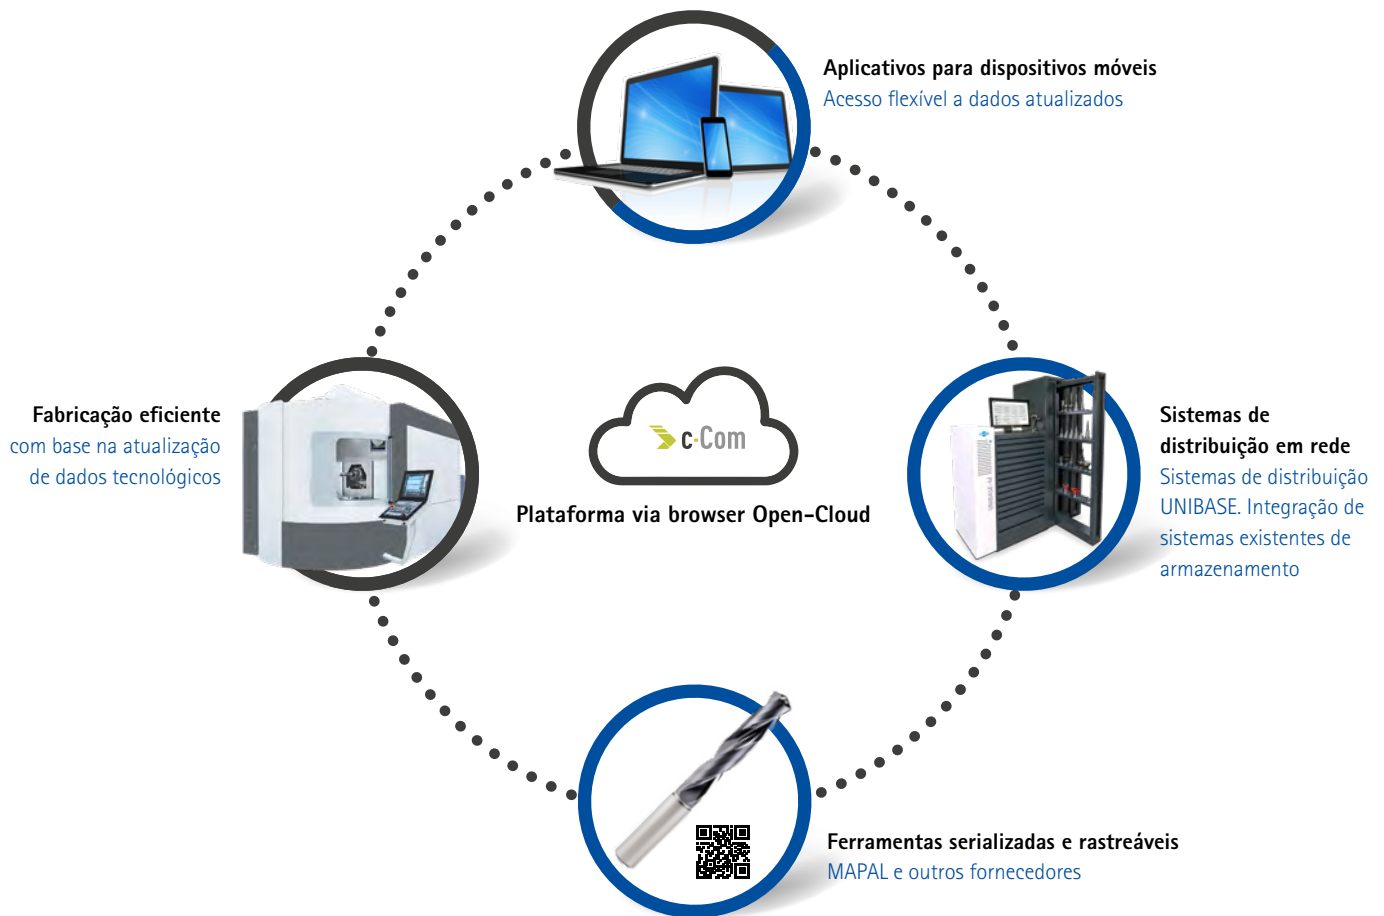 Aplicativos para dispositivos móveis
Acesso flexível a dados atualizados
Fabricação eficiente
com base na atualização
de dados tecnológicos
c·Com
Plataforma via browser Open-Cloud
Sistemas de
distribuição em rede
Sistemas de distribuição
UNIBASE. Integração de
sistemas existentes de
armazenamento
Ferramentas serializadas e rastreáveis
MAPAL e outros fornecedores